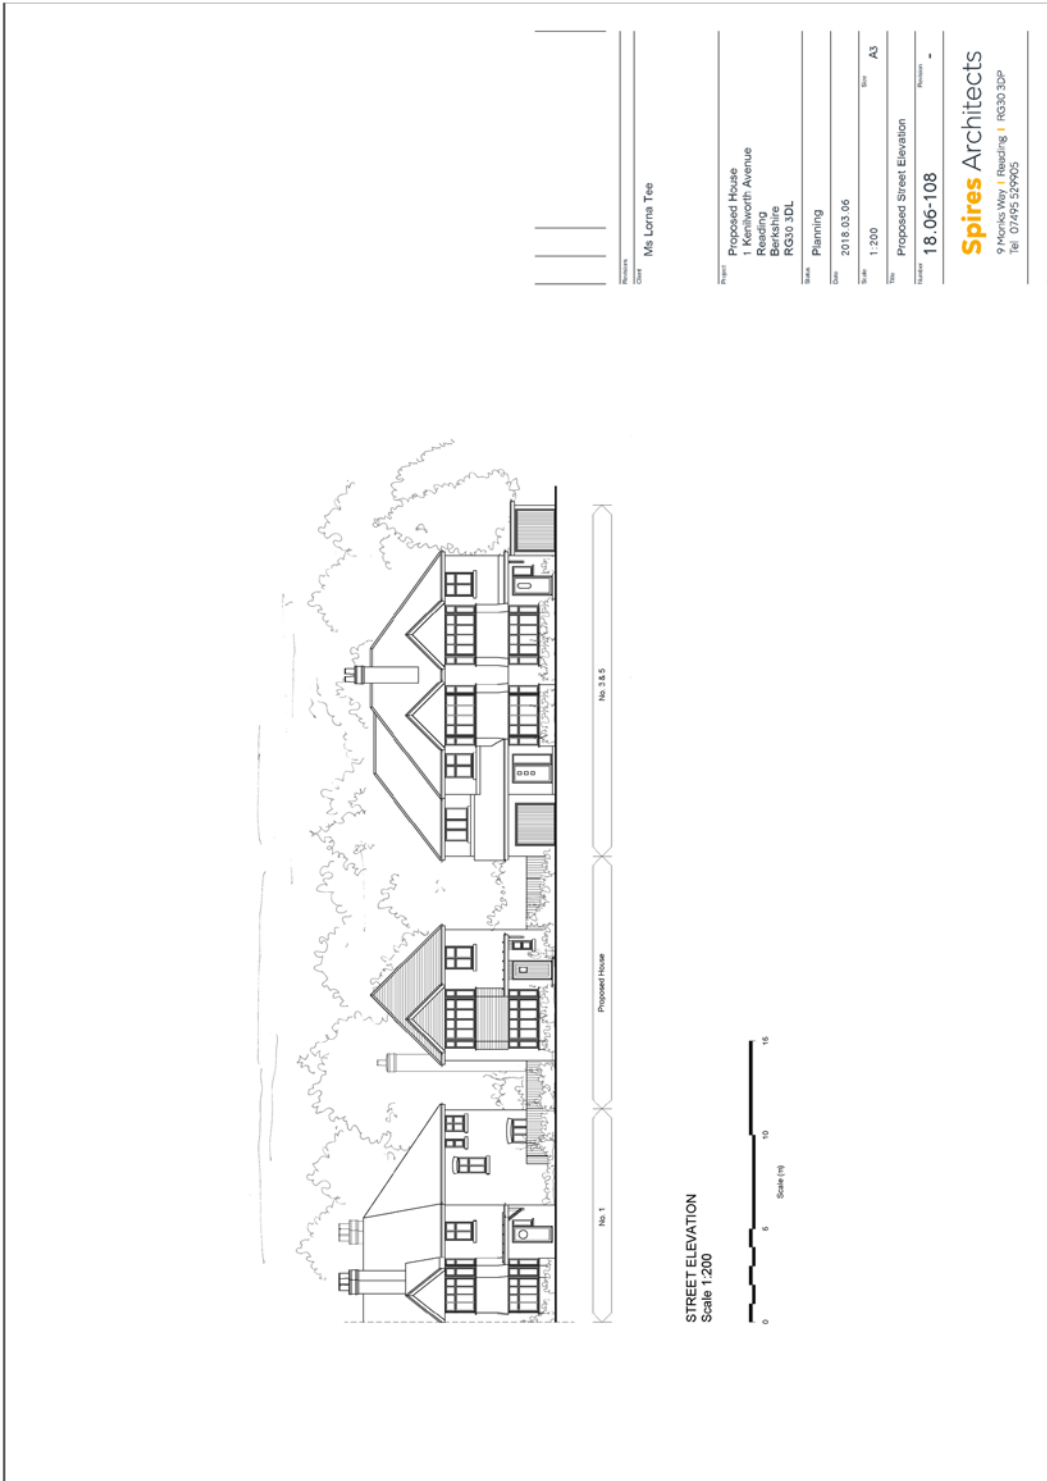 No. 1
Proposed House
No. 3 & 5
STREET ELEVATION
Scale 1:200
0
5
10
15
Scale (m)
Revisions
Client
Ms Lorna Tee
Project
Proposed House
1 Kenilworth Avenue
Reading
Berkshire
RG30 3DL
Status
Planning
Date
2018.03.06
Scale Size
1:200 A3
Title
Proposed Street Elevation
Number Revision
18.06-108 -
Spires Architects
9 Monks Way | Reading | RG30 3DP
Tel 07495 529905